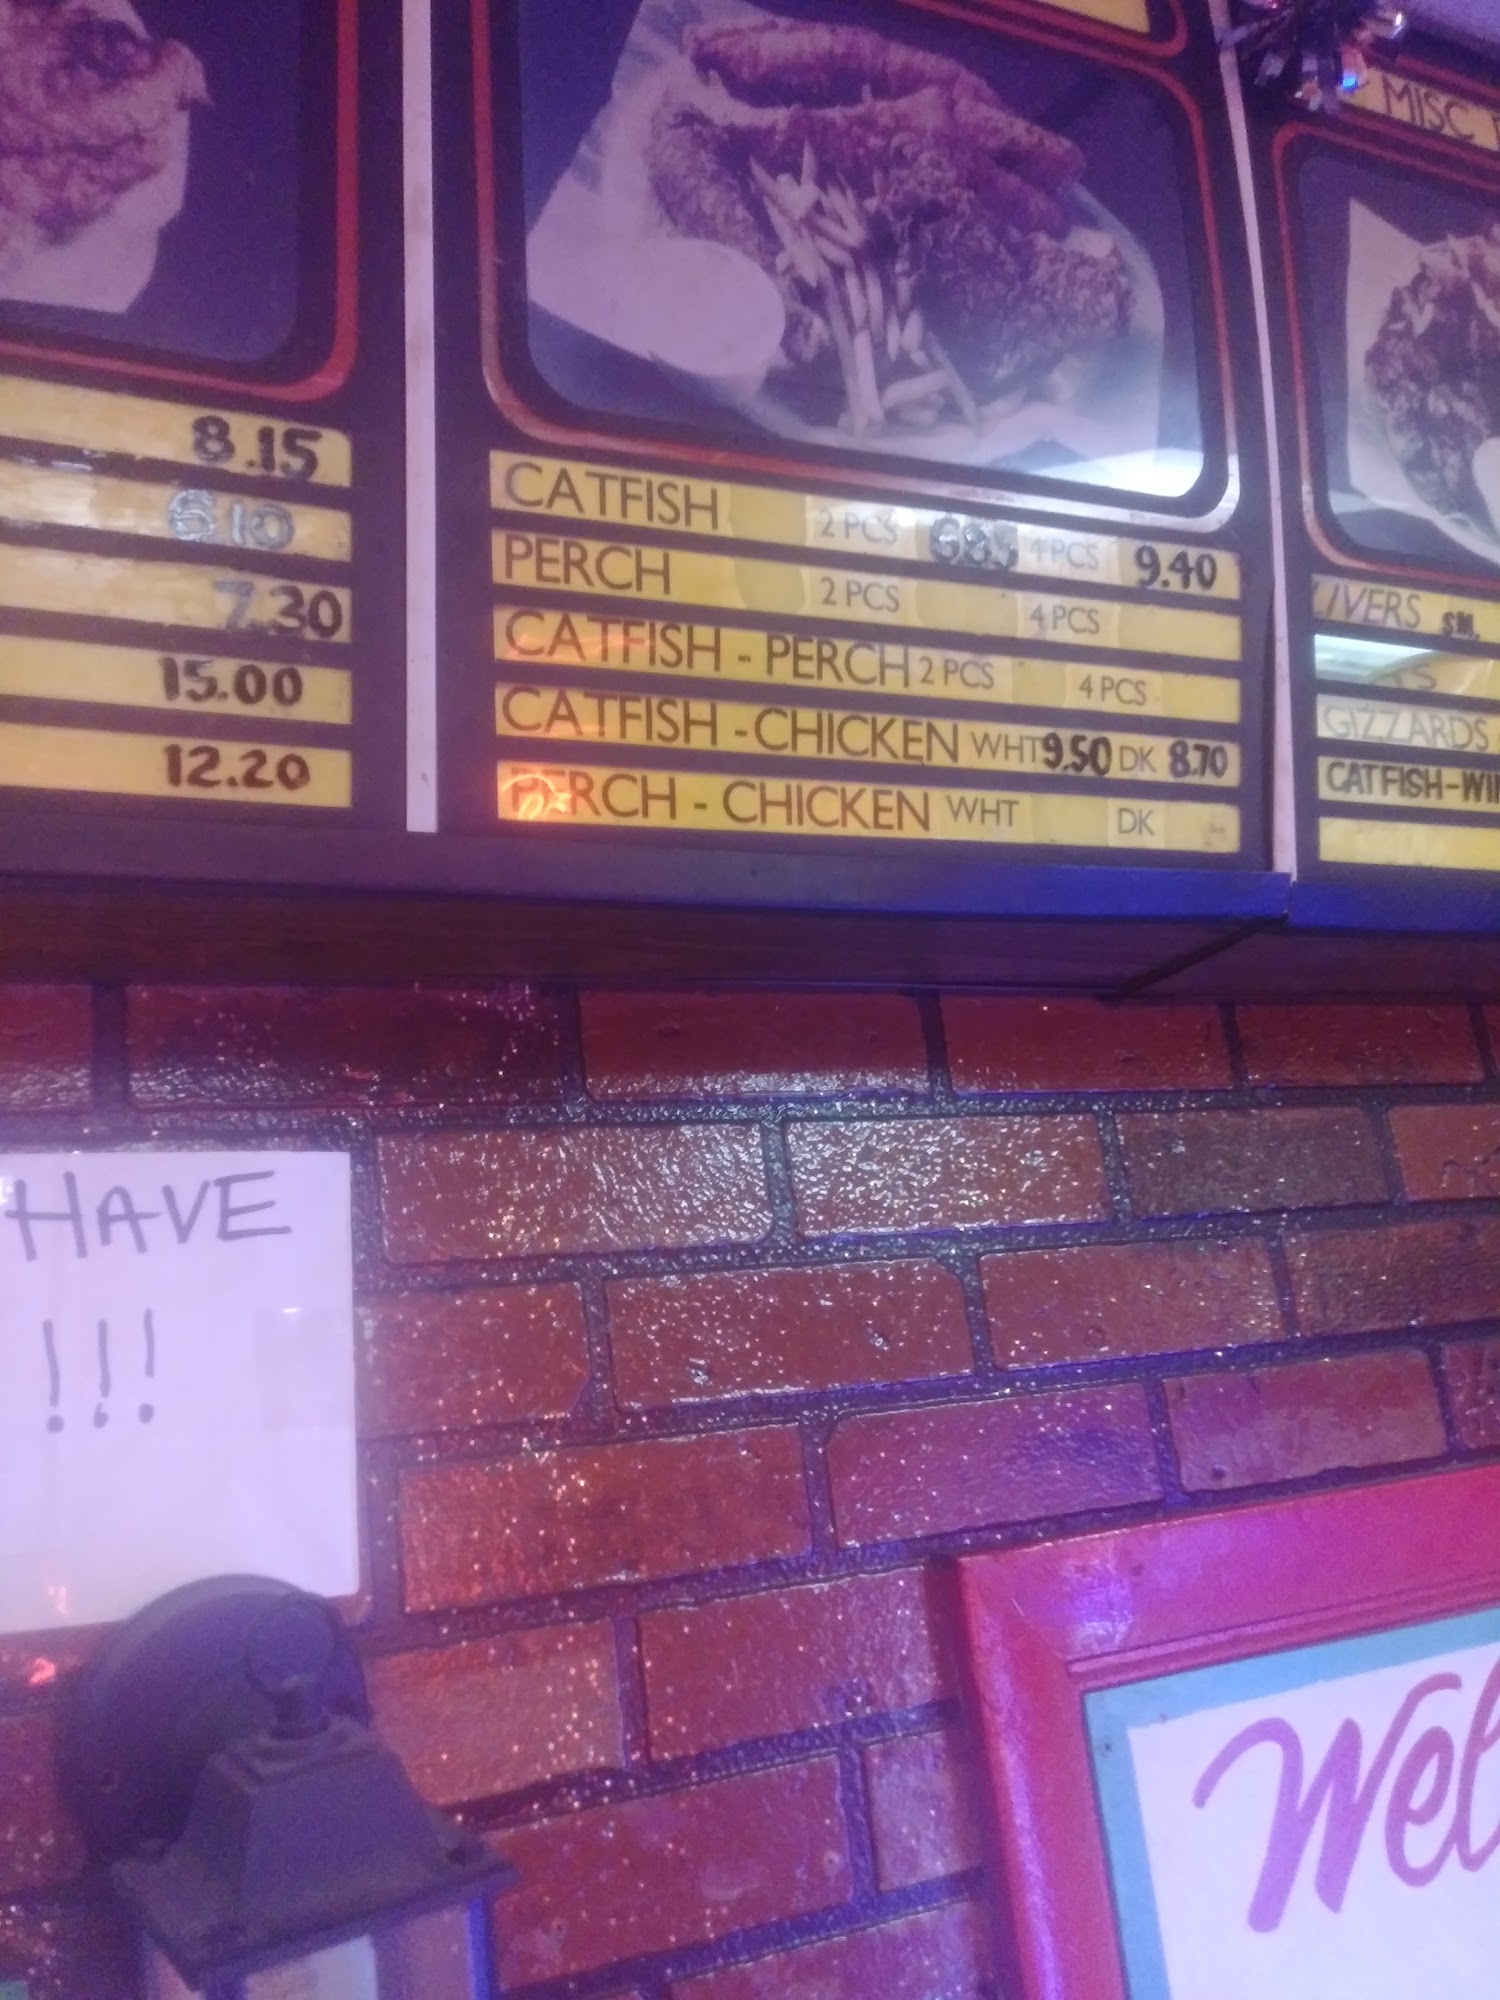 MISC
8.15
6.10
7.30
15.00
12.20
CATFISH 2 PCS 6.85 4 PCS 9.40
PERCH 2 PCS 4 PCS
CATFISH - PERCH 2 PCS 4 PCS
CATFISH - CHICKEN WHT 9.50 DK 8.70
PERCH - CHICKEN WHT DK
LIVERS SM.
GIZZARDS
CATFISH-WI
HAVE
!!!
Wel